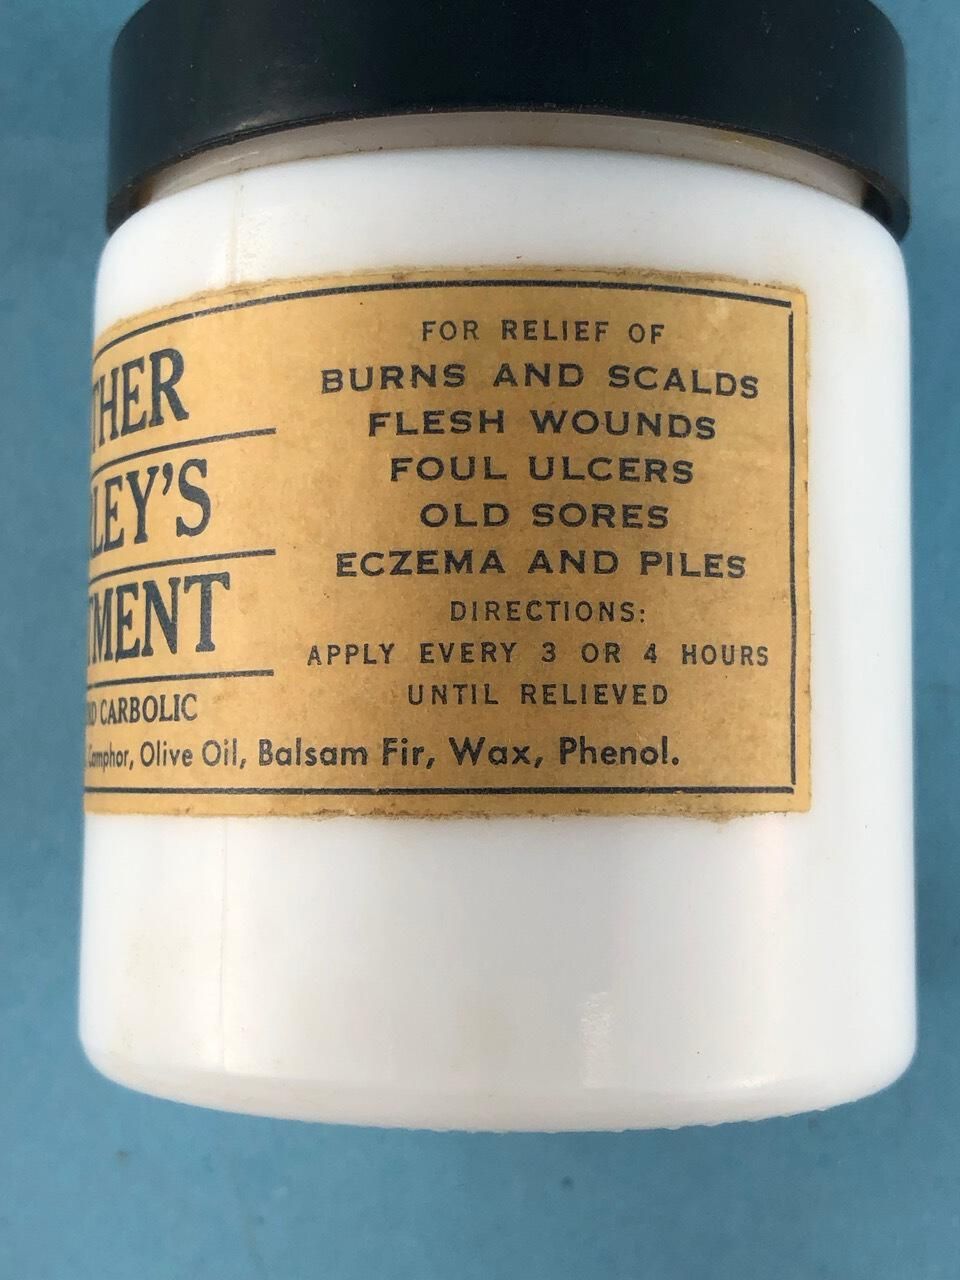 FOR RELIEF OF
BURNS AND SCALDS
FLESH WOUNDS
FOUL ULCERS
OLD SORES
ECZEMA AND PILES
DIRECTIONS:
APPLY EVERY 3 OR 4 HOURS
UNTIL RELIEVED
THER
LEY'S
TMENT
ND CARBOLIC
Camphor, Olive Oil, Balsam Fir, Wax, Phenol.